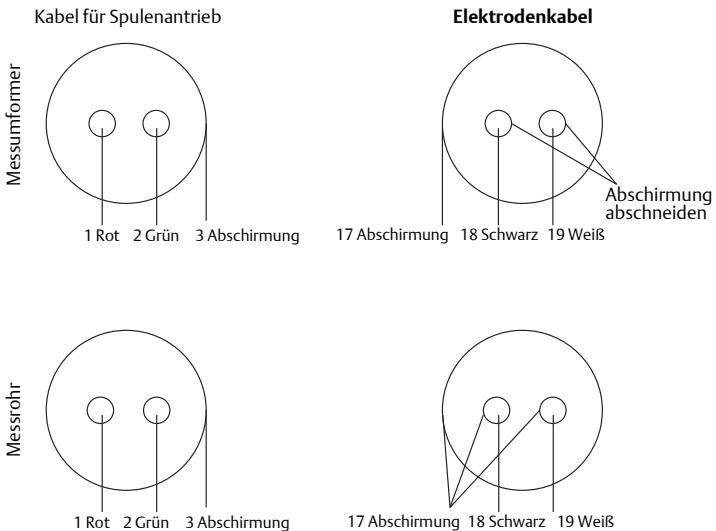 Kabel für Spulenantrieb
Elektrodenkabel
Messumformer
1 Rot
2 Grün
3 Abschirmung
17 Abschirmung
18 Schwarz
19 Weiß
Abschirmung
abschneiden
Messrohr
1 Rot
2 Grün
3 Abschirmung
17 Abschirmung
18 Schwarz
19 Weiß